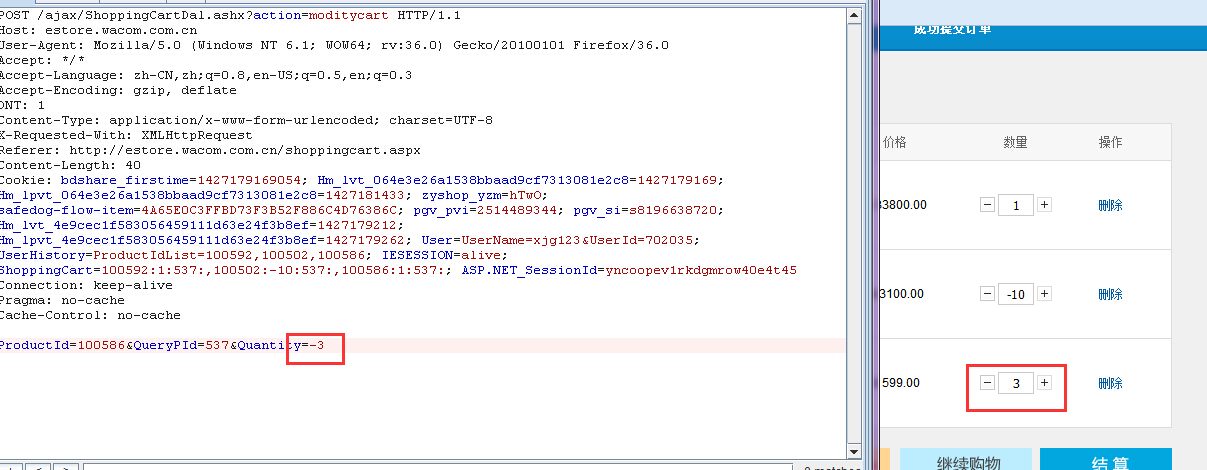 POST /ajax/ShoppingCartDal.ashx?action=moditycart HTTP/1.1
Host: estore.wacom.com.cn
User-Agent: Mozilla/5.0 (Windows NT 6.1; WOW64; rv:36.0) Gecko/20100101 Firefox/36.0
Accept: */*
Accept-Language: zh-CN,zh;q=0.8,en-US;q=0.5,en;q=0.3
Accept-Encoding: gzip, deflate
DNT: 1
Content-Type: application/x-www-form-urlencoded; charset=UTF-8
X-Requested-With: XMLHttpRequest
Referer: http://estore.wacom.com.cn/shoppingcart.aspx
Content-Length: 40
Cookie: bdshare_firstime=1427179169054; Hm_lvt_064e3e26a1538bbaad9cf7313081e2c8=1427179169;
Hm_lpvt_064e3e26a1538bbaad9cf7313081e2c8=1427181433; zyshop_yzm=hTwO;
safedog-flow-item=4A65E0C3FFBD73F3B52F886C4D76386C; pgv_pvi=2514489344; pgv_si=s8196638720;
Hm_lvt_4e9cec1f583056459111d63e24f3b8ef=1427179212;
Hm_lpvt_4e9cec1f583056459111d63e24f3b8ef=1427179262; User=UserName=xjg123&UserId=702035;
UserHistory=ProductIdList=100592,100502,100586; IESESSION=alive;
ShoppingCart=100592:1:537:,100502:-10:537:,100586:1:537:; ASP.NET_SessionId=yncoopev1rkdgmrow40e4t45
Connection: keep-alive
Pragma: no-cache
Cache-Control: no-cache
ProductId=100586&QueryPId=537&Quantity=-3
成功提交订单
价格 数量 操作
3800.00 - 1 + 删除
3100.00 - -10 + 删除
599.00 - 3 + 删除
继续购物 结算